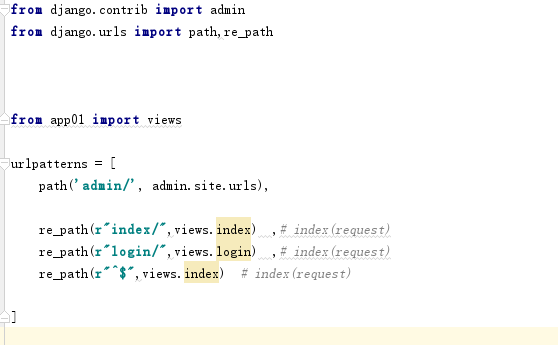 from django.contrib import admin
from django.urls import path,re_path
from app01 import views
urlpatterns = [
    path('admin/', admin.site.urls),
    re_path(r"index/",views.index)  ,# index(request)
    re_path(r"login/",views.login)  ,# index(request)
    re_path(r"^$",views.index)  # index(request)
]